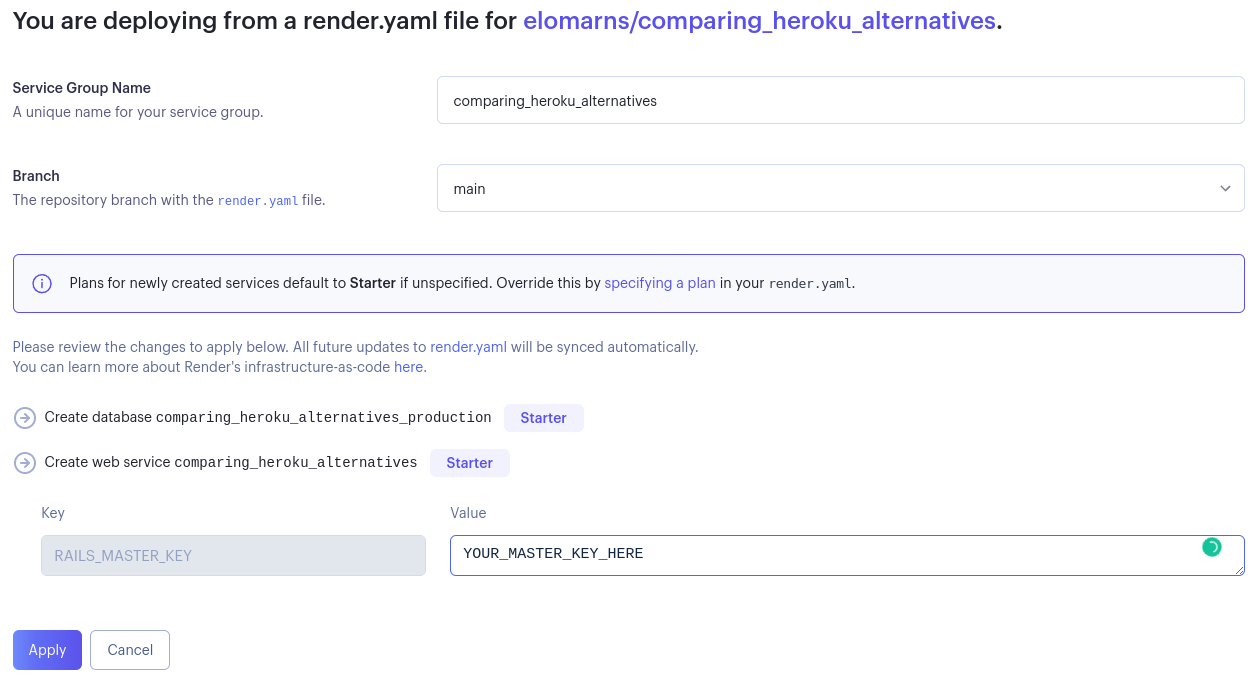 You are deploying from a render.yaml file for elomarns/comparing_heroku_alternatives.
Service Group Name
A unique name for your service group.
comparing_heroku_alternatives
Branch
The repository branch with the render.yaml file.
main
Plans for newly created services default to Starter if unspecified. Override this by specifying a plan in your render.yaml.
Please review the changes to apply below. All future updates to render.yaml will be synced automatically.
You can learn more about Render's infrastructure-as-code here.
Create database comparing_heroku_alternatives_production Starter
Create web service comparing_heroku_alternatives Starter
Key Value
RAILS_MASTER_KEY YOUR_MASTER_KEY_HERE
Apply Cancel